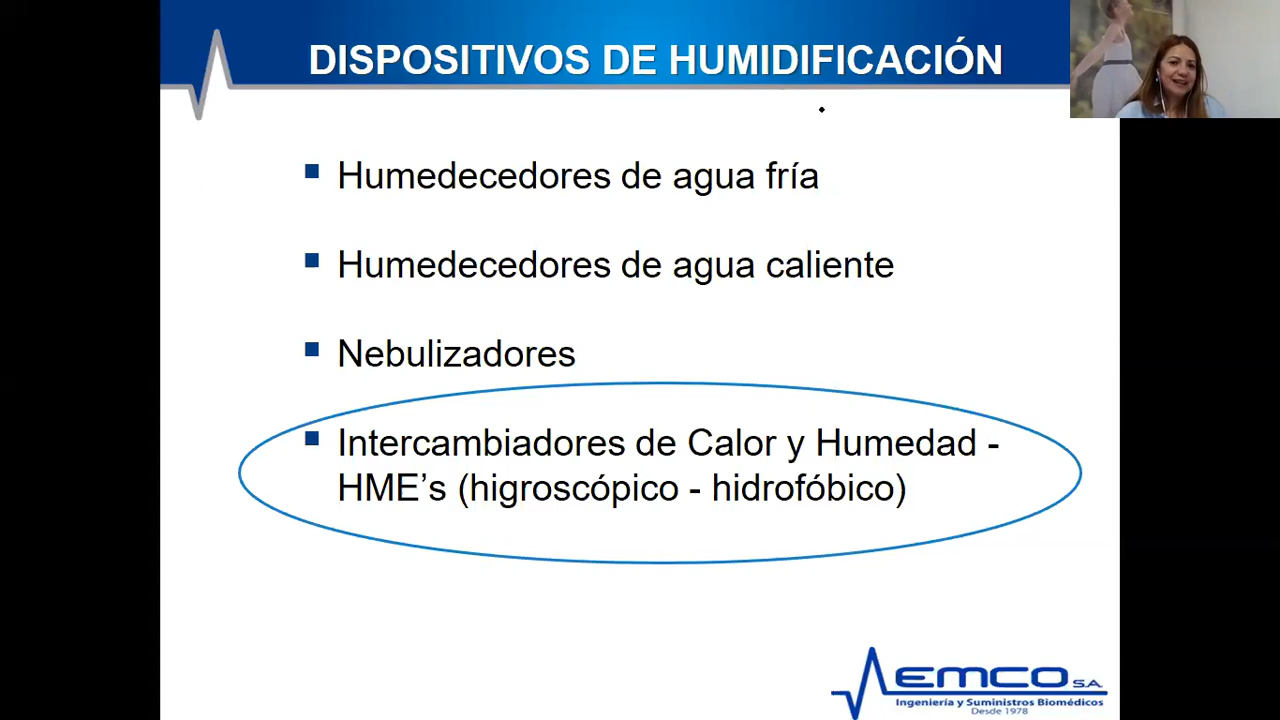 DISPOSITIVOS DE HUMIDIFICACIÓN
Humedecedores de agua fría
Humedecedores de agua caliente
Nebulizadores
Intercambiadores de Calor y Humedad -
HME’s (higroscópico - hidrofóbico)
EMCO S.A.
Ingeniería y Suministros Biomédicos
Desde 1978